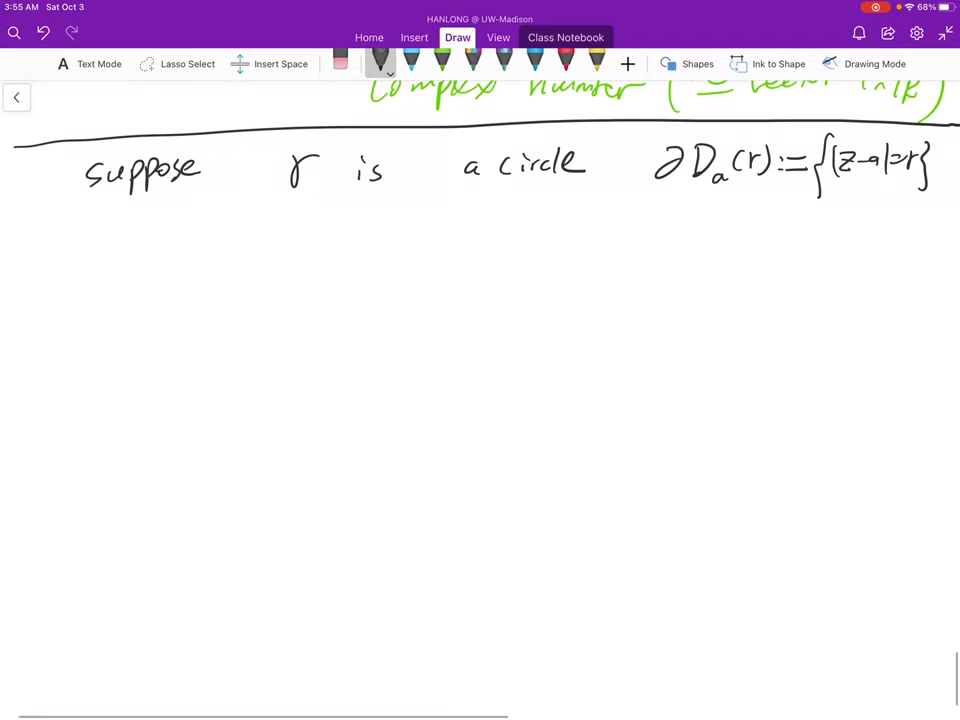 3:55 AM Sat Oct 3
68%
HANLONG @ UW-Madison
Home Insert Draw View Class Notebook
Text Mode Lasso Select Insert Space Shapes Ink to Shape Drawing Mode
Complex number
suppose γ is a circle ∂Dₐ(r) := {|z-a|=r}